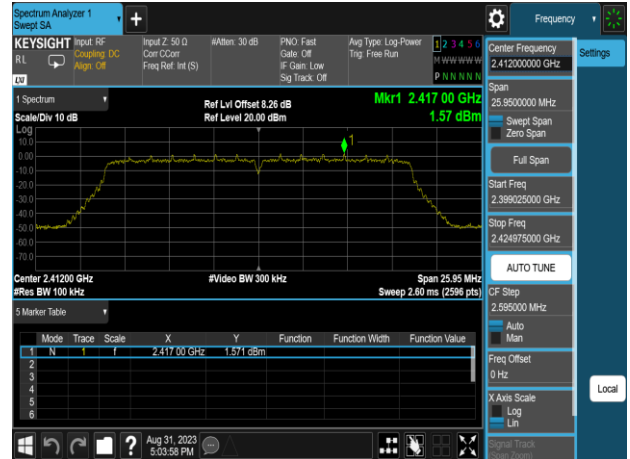 Spectrum Analyzer 1
Swept SA
+
Frequency
KEYSIGHT
RL
LXI
Input: RF
Coupling: DC
Align: Off
Input Z: 50 Ω
Corr CCorr
Freq Ref: Int (S)
#Atten: 30 dB
PNO: Fast
Gate: Off
IF Gain: Low
Sig Track: Off
Avg Type: Log-Power
Trig: Free Run
1 2 3 4 5 6
M W W W W W
P N N N N N
Center Frequency
2.412000000 GHz
Settings
Span
25.9500000 MHz
Swept Span
Zero Span
Full Span
Start Freq
2.399025000 GHz
Stop Freq
2.424975000 GHz
AUTO TUNE
CF Step
2.595000 MHz
Auto
Man
Freq Offset
0 Hz
X Axis Scale
Log
Lin
Local
Signal Track
(Span Zoom)
1 Spectrum
Scale/Div 10 dB
Ref Lvl Offset 8.26 dB
Ref Level 20.00 dBm
Mkr1 2.417 00 GHz
1.57 dBm
Log
10.0
0.00
-10.0
-20.0
-30.0
-40.0
-50.0
-60.0
-70.0
1
Center 2.41200 GHz
#Res BW 100 kHz
#Video BW 300 kHz
Span 25.95 MHz
Sweep 2.60 ms (2596 pts)
5 Marker Table
Mode Trace Scale X Y Function Function Width Function Value
1 N 1 f 2.417 00 GHz 1.571 dBm
2
3
4
5
6
?
Aug 31, 2023
5:03:58 PM